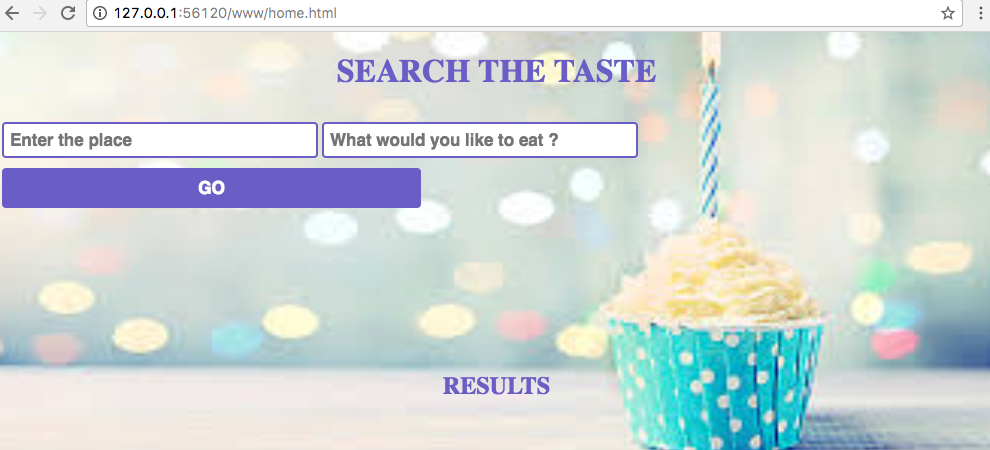 127.0.0.1:56120/www/home.html
SEARCH THE TASTE
Enter the place What would you like to eat ?
GO
RESULTS